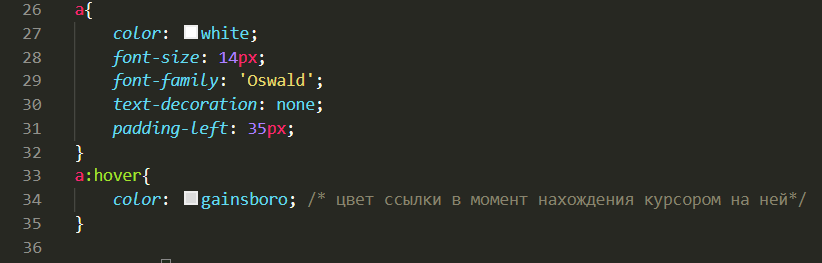 26 a{
27 color: white;
28 font-size: 14px;
29 font-family: 'Oswald';
30 text-decoration: none;
31 padding-left: 35px;
32 }
33 a:hover{
34 color: gainsboro; /* цвет ссылки в момент нахождения курсором на ней*/
35 }
36